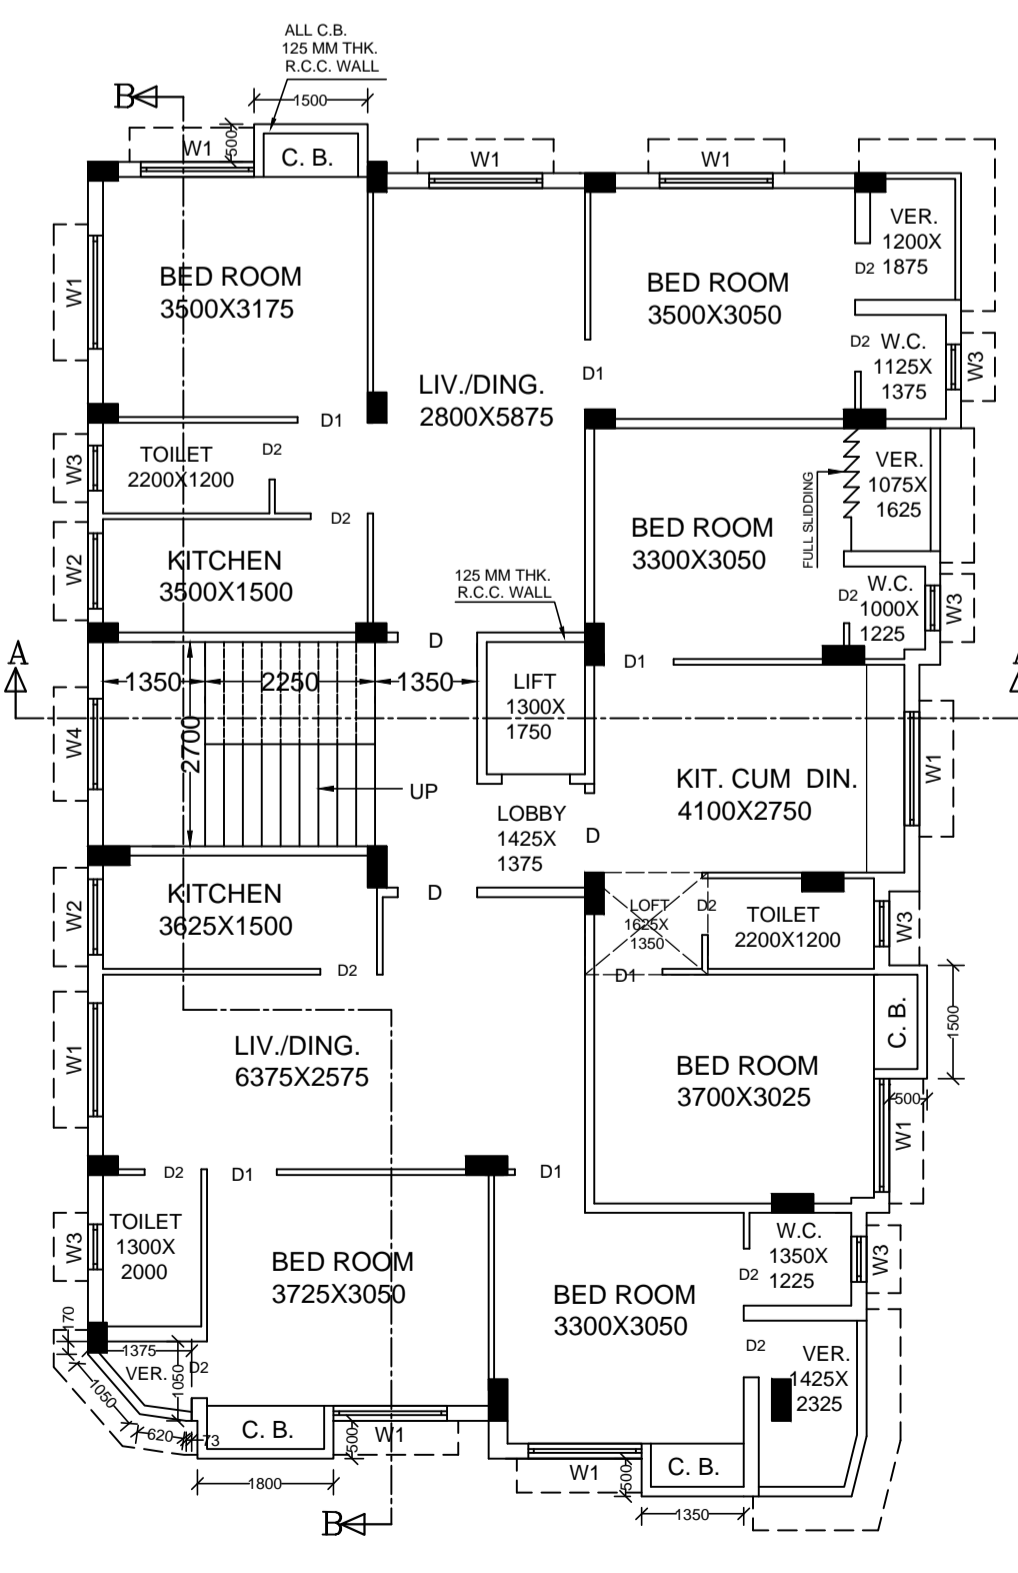 ALL C.B.
125 MM THK.
R.C.C. WALL
B
1500
500
W1
C. B.
W1
W1
VER.
1200X
1875
D2
BED ROOM
3500X3175
BED ROOM
3500X3050
W1
D2
W.C.
1125X
1375
W3
D1
LIV./DING.
2800X5875
D1
TOILET
2200X1200
D2
W3
D2
VER.
1075X
1625
FULL SLIDDING
BED ROOM
3300X3050
KITCHEN
3500X1500
W2
125 MM THK.
R.C.C. WALL
D2
W.C.
1000X
1225
W3
D
D1
A
1350
2250
1350
2700
W4
LIFT
1300X
1750
UP
KIT. CUM DIN.
4100X2750
W1
LOBBY
1425X
1375
D
KITCHEN
3625X1500
W2
D
D2
LOFT
1625X
1350
D2
TOILET
2200X1200
W3
D1
C. B.
1500
LIV./DING.
6375X2575
W1
BED ROOM
3700X3025
500
W1
D2
D1
D1
TOILET
1300X
2000
W3
BED ROOM
3725X3050
BED ROOM
3300X3050
W.C.
1350X
1225
D2
W3
170
1375
VER.
1050
D2
1050
620
73
C. B.
500
W1
1800
D2
VER.
1425X
2325
W1
500
C. B.
1350
B